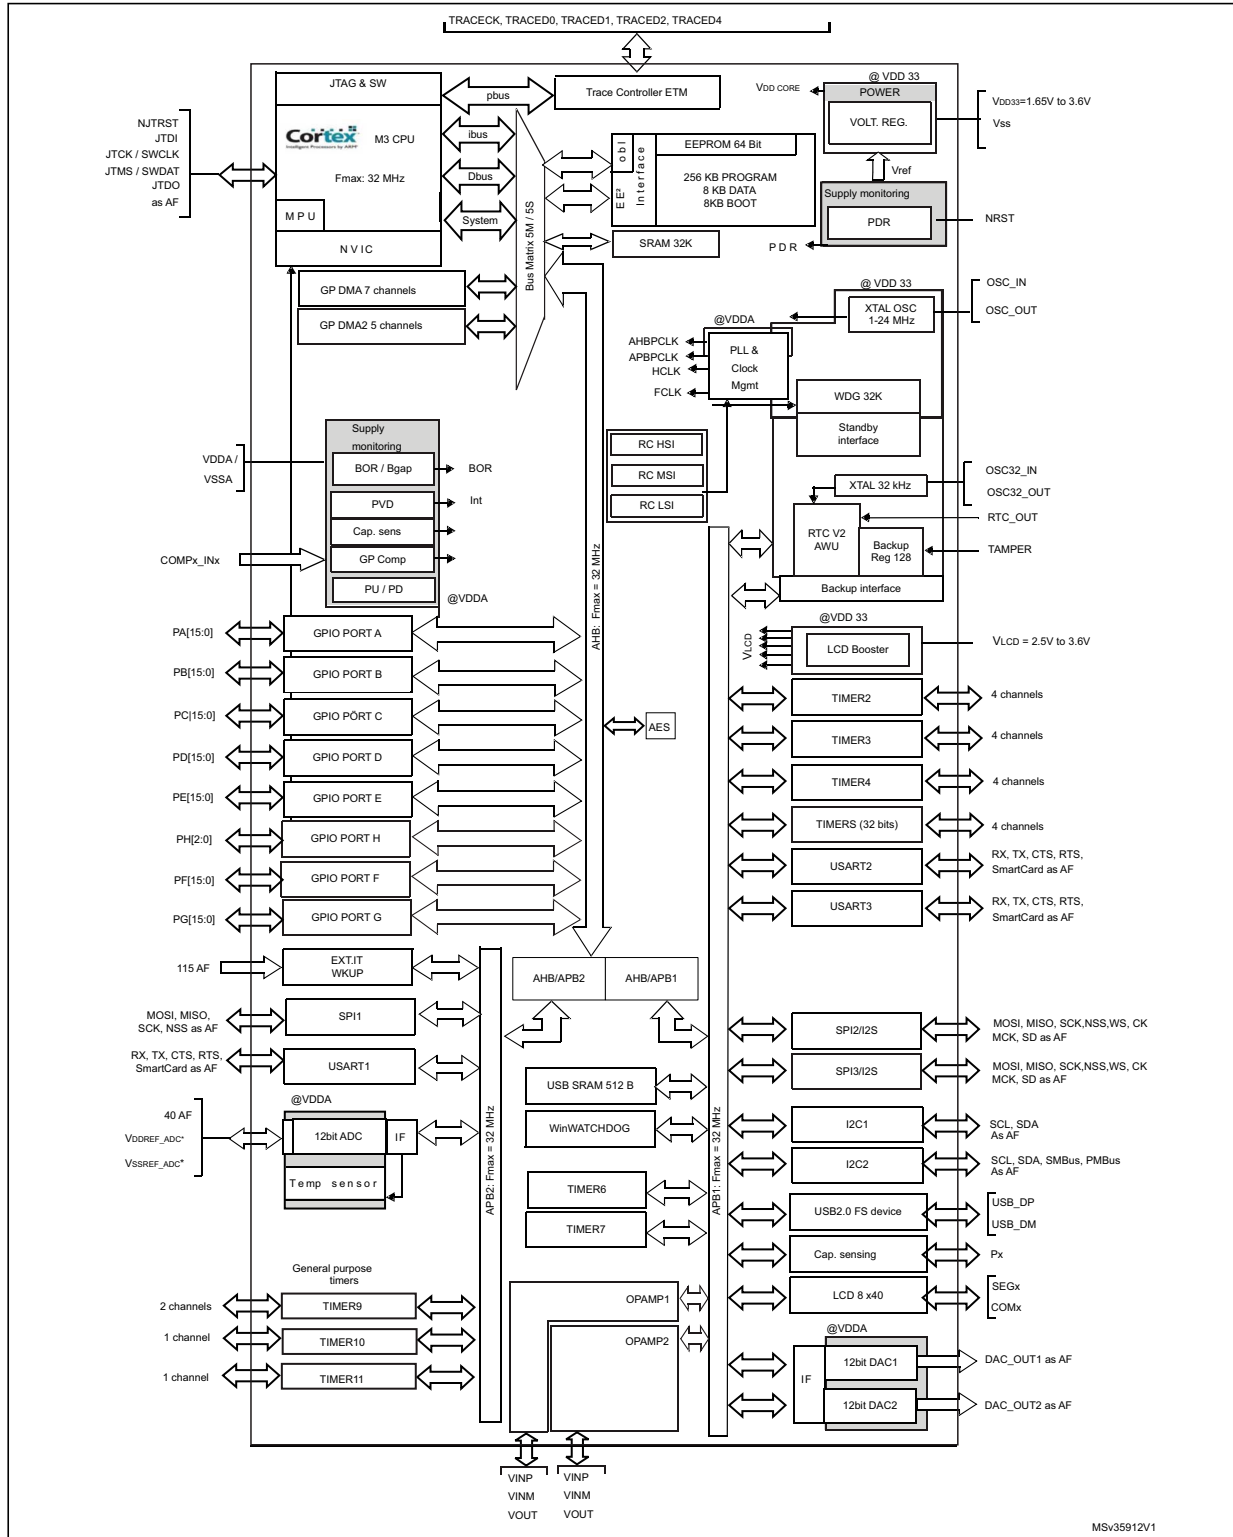 TRACECK, TRACED0, TRACED1, TRACED2, TRACED4
JTAG & SW
pbus
Trace Controller ETM
VDD CORE
@ VDD 33
POWER
VOLT. REG.
VDD33=1.65V to 3.6V
Vss
NJTRST
JTDI
JTCK / SWCLK
JTMS / SWDAT
JTDO
as AF
Cortex
Intelligent Processors by ARM®
M3 CPU
Fmax: 32 MHz
ibus
Dbus
System
M P U
N V I C
Bus Matrix 5M / 5S
EE²
obl
Interface
EEPROM 64 Bit
256 KB PROGRAM
8 KB DATA
8KB BOOT
SRAM 32K
Vref
Supply monitoring
PDR
NRST
P D R
GP DMA 7 channels
GP DMA2 5 channels
@ VDD 33
XTAL OSC
1-24 MHz
OSC_IN
OSC_OUT
@VDDA
AHBPCLK
APBPCLK
HCLK
FCLK
PLL &
Clock
Mgmt
WDG 32K
Standby
interface
Supply
monitoring
VDDA /
VSSA
BOR / Bgap
BOR
PVD
Int
Cap. sens
COMPx_INx
GP Comp
PU / PD
@VDDA
RC HSI
RC MSI
RC LSI
XTAL 32 kHz
OSC32_IN
OSC32_OUT
RTC_OUT
RTC V2
AWU
Backup
Reg 128
TAMPER
Backup interface
AHB: Fmax = 32 MHz
@VDD 33
VLCD
LCD Booster
VLCD = 2.5V to 3.6V
PA[15:0]
GPIO PORT A
PB[15:0]
GPIO PORT B
PC|15:0]
GPIO PÖRT C
PD[15:0]
GPIO PORT D
PE[15:0]
GPIO PORT E
PH[2:0]
GPIO PORT H
PF[15:0]
GPIO PORT F
PG[15:0]
GPIO PORT G
AES
TIMER2
4 channels
TIMER3
4 channels
TIMER4
4 channels
TIMERS (32 bits)
4 channels
USART2
RX, TX, CTS, RTS,
SmartCard as AF
USART3
RX, TX, CTS, RTS,
SmartCard as AF
115 AF
EXT.IT
WKUP
AHB/APB2
AHB/APB1
MOSI, MISO,
SCK, NSS as AF
SPI1
RX, TX, CTS, RTS,
SmartCard as AF
USART1
SPI2/I2S
MOSI, MISO, SCK,NSS,WS, CK
MCK, SD as AF
SPI3/I2S
MOSI, MISO, SCK,NSS,WS, CK
MCK, SD as AF
USB SRAM 512 B
WinWATCHDOG
@VDDA
40 AF
VDDREF_ADC*
VSSREF_ADC*
12bit ADC
IF
Temp sensor
APB2: Fmax = 32 MHz
APB1: Fmax = 32 MHz
I2C1
SCL, SDA
As AF
I2C2
SCL, SDA, SMBus, PMBus
As AF
TIMER6
TIMER7
USB2.0 FS device
USB_DP
USB_DM
Cap. sensing
Px
LCD 8 x40
SEGx
COMx
General purpose
timers
2 channels
TIMER9
1 channel
TIMER10
1 channel
TIMER11
OPAMP1
OPAMP2
@VDDA
IF
12bit DAC1
DAC_OUT1 as AF
12bit DAC2
DAC_OUT2 as AF
VINP
VINM
VOUT
VINP
VINM
VOUT
MSv35912V1